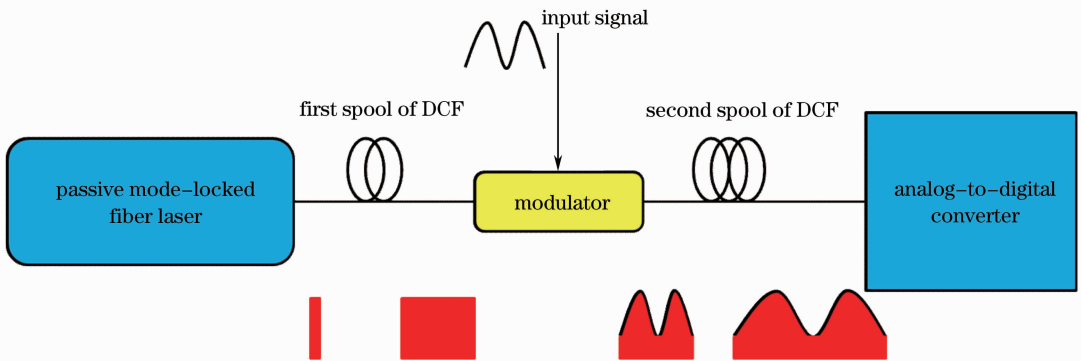 input signal
first spool of DCF
second spool of DCF
passive mode-locked
fiber laser
modulator
analog-to-digital
converter